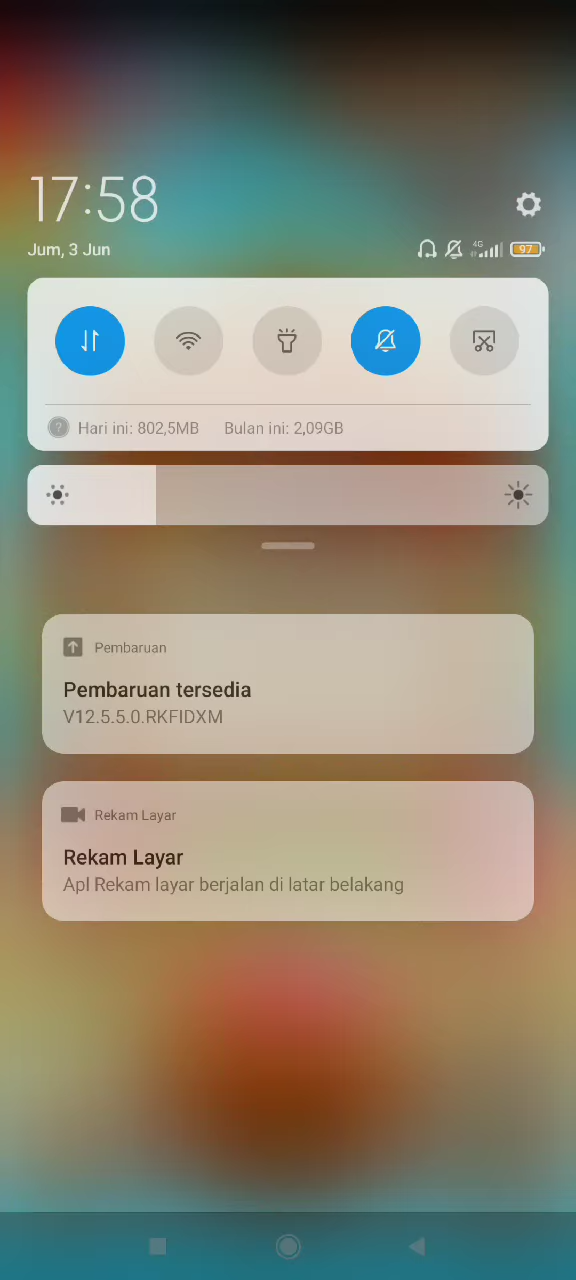 17:58
Jum, 3 Jun
4G
97
Hari ini: 802,5MB Bulan ini: 2,09GB
Pembaruan
Pembaruan tersedia
V12.5.5.0.RKFIDXM
Rekam Layar
Rekam Layar
Apl Rekam layar berjalan di latar belakang